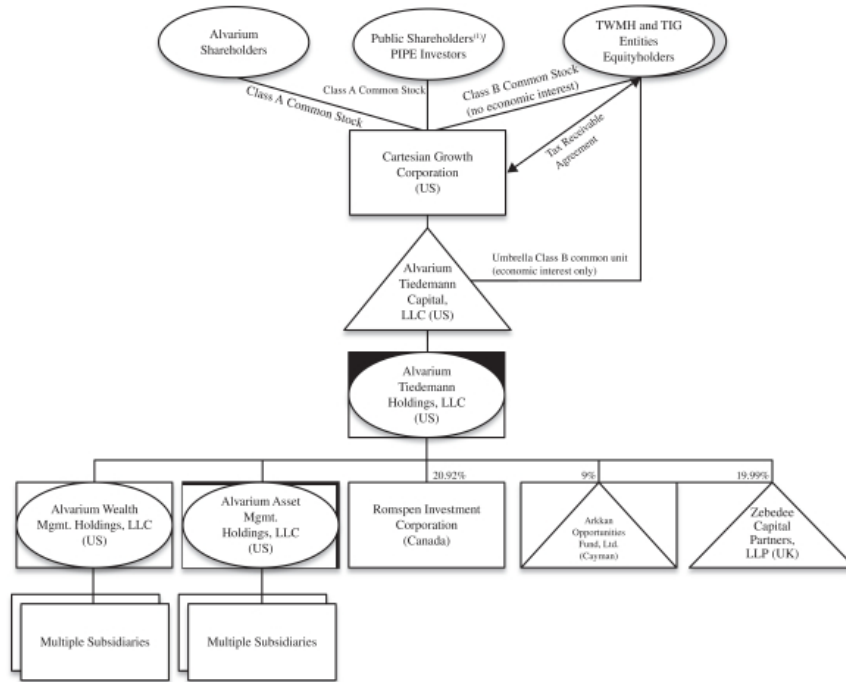 Alvarium
Shareholders
Public Shareholders(1)/
PIPE Investors
TWMH and TIG
Entities
Equityholders
Class A Common Stock
Class A Common Stock
Class B Common Stock
(no economic interest)
Tax Receivable
Agreement
Cartesian Growth
Corporation
(US)
Umbrella Class B common unit
(economic interest only)
Alvarium
Tiedemann
Capital,
LLC (US)
Alvarium
Tiedemann
Holdings, LLC
(US)
20.92%
9%
19.99%
Alvarium Wealth
Mgmt. Holdings, LLC
(US)
Alvarium Asset
Mgmt.
Holdings, LLC
(US)
Romspen Investment
Corporation
(Canada)
Arkkan
Opportunities
Fund, Ltd.
(Cayman)
Zebedee
Capital
Partners,
LLP (UK)
Multiple Subsidiaries
Multiple Subsidiaries